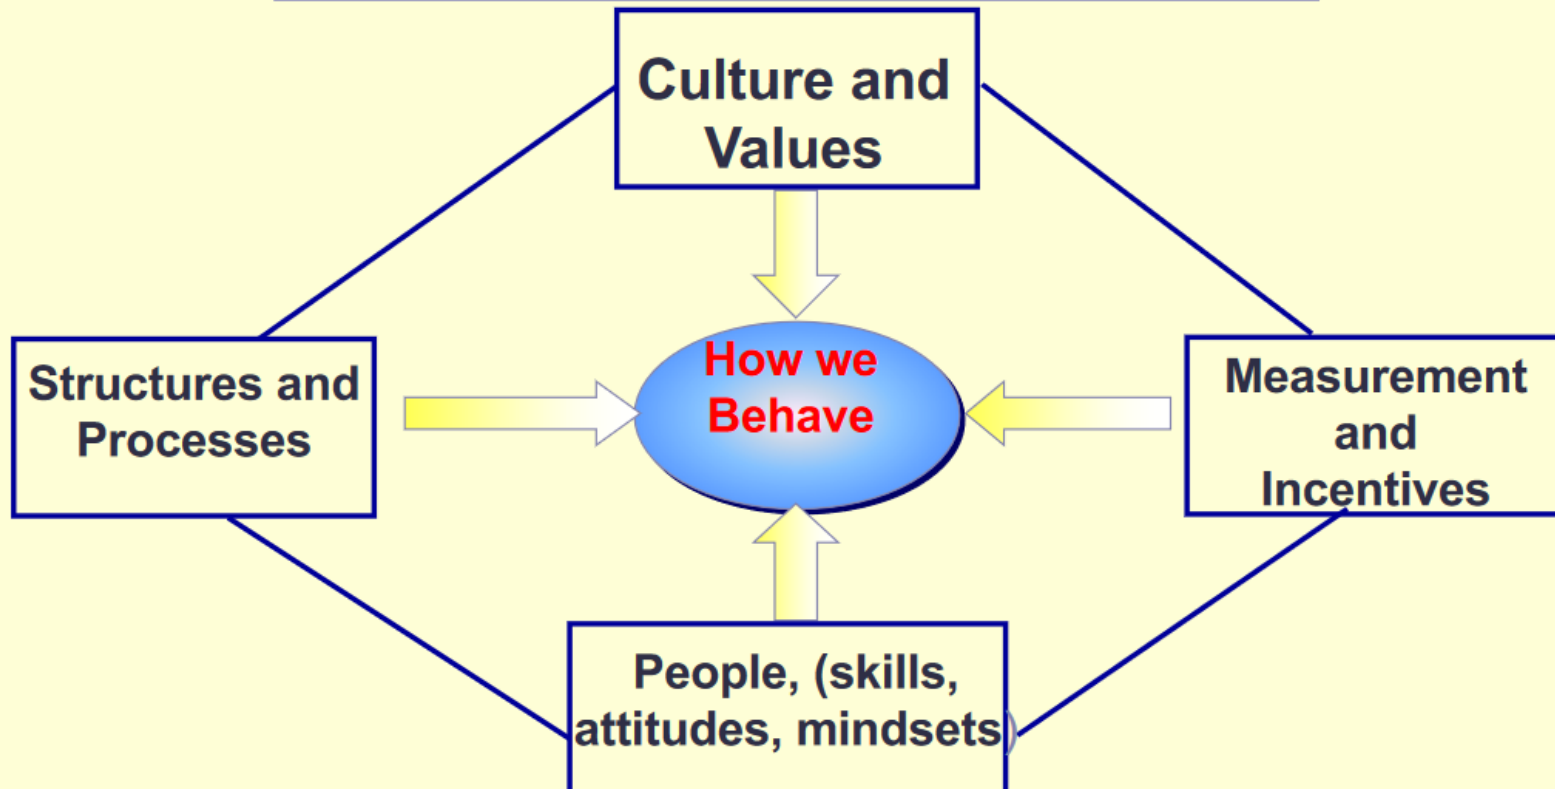 Culture and
Values
How we
Behave
Structures and
Processes
Measurement
and
Incentives
People, (skills,
attitudes, mindsets)